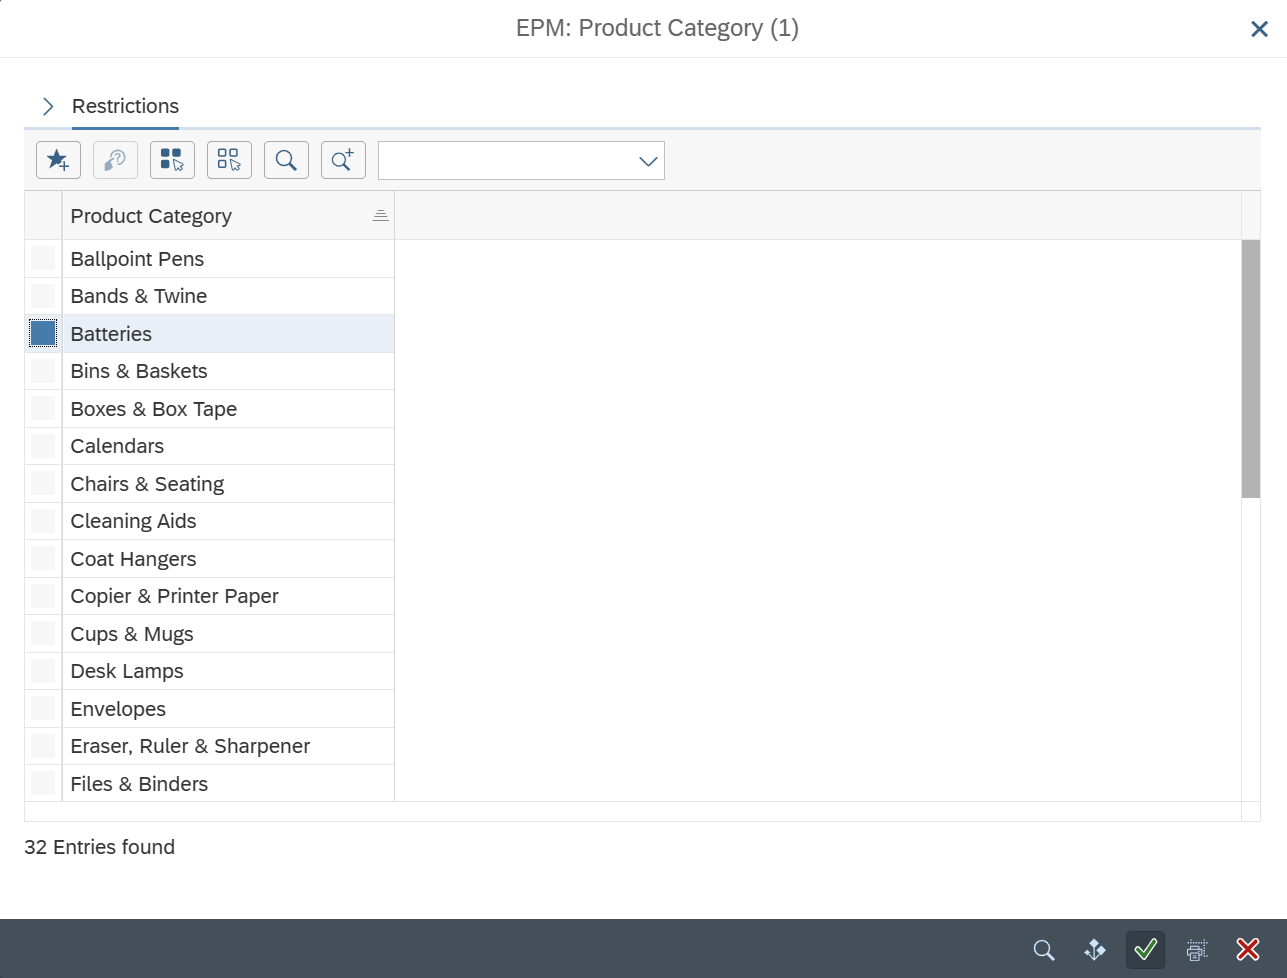 EPM: Product Category (1)
Restrictions
Product Category
Ballpoint Pens
Bands & Twine
Batteries
Bins & Baskets
Boxes & Box Tape
Calendars
Chairs & Seating
Cleaning Aids
Coat Hangers
Copier & Printer Paper
Cups & Mugs
Desk Lamps
Envelopes
Eraser, Ruler & Sharpener
Files & Binders
32 Entries found